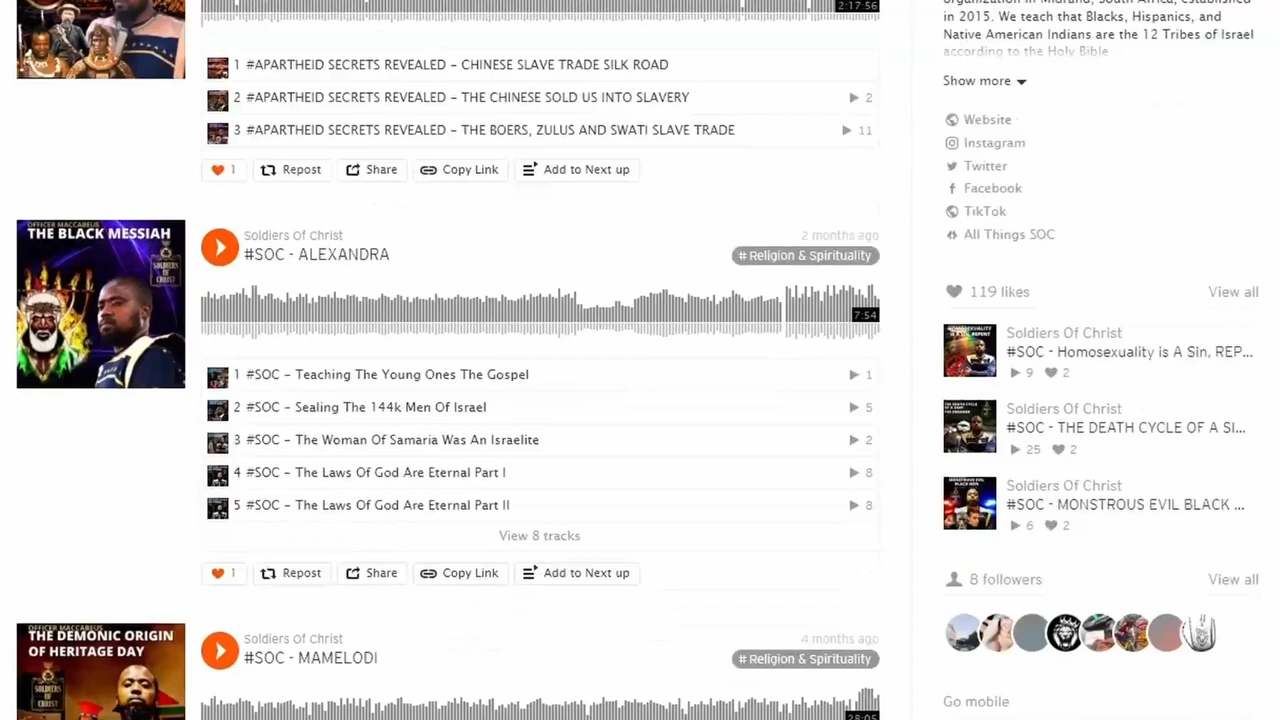 2:17:56
1 #APARTHEID SECRETS REVEALED – CHINESE SLAVE TRADE SILK ROAD
2 #APARTHEID SECRETS REVEALED – THE CHINESE SOLD US INTO SLAVERY
2
3 #APARTHEID SECRETS REVEALED – THE BOERS, ZULUS AND SWATI SLAVE TRADE
11
1
Repost
Share
Copy Link
Add to Next up
OFFICER MACCABEUS
THE BLACK MESSIAH
SOLDIERS OF CHRIST
Soldiers Of Christ
2 months ago
#SOC - ALEXANDRA
# Religion & Spirituality
7:54
1 #SOC – Teaching The Young Ones The Gospel
1
2 #SOC – Sealing The 144k Men Of Israel
5
3 #SOC – The Woman Of Samaria Was An Israelite
2
4 #SOC – The Laws Of God Are Eternal Part I
8
5 #SOC – The Laws Of God Are Eternal Part II
8
View 8 tracks
1
Repost
Share
Copy Link
Add to Next up
OFFICER MACCABEUS
THE DEMONIC ORIGIN
OF HERITAGE DAY
SOLDIERS OF CHRIST
Soldiers Of Christ
4 months ago
#SOC - MAMELODI
# Religion & Spirituality
28:05
organization in Midrand, South Africa, established
in 2015. We teach that Blacks, Hispanics, and
Native American Indians are the 12 Tribes of Israel
according to the Holy Bible
Show more
Website
Instagram
Twitter
Facebook
TikTok
All Things SOC
119 likes
View all
Soldiers Of Christ
#SOC - Homosexuality is A Sin, REP...
9
2
Soldiers Of Christ
#SOC - THE DEATH CYCLE OF A SI...
25
2
Soldiers Of Christ
#SOC - MONSTROUS EVIL BLACK ...
6
2
8 followers
View all
Go mobile